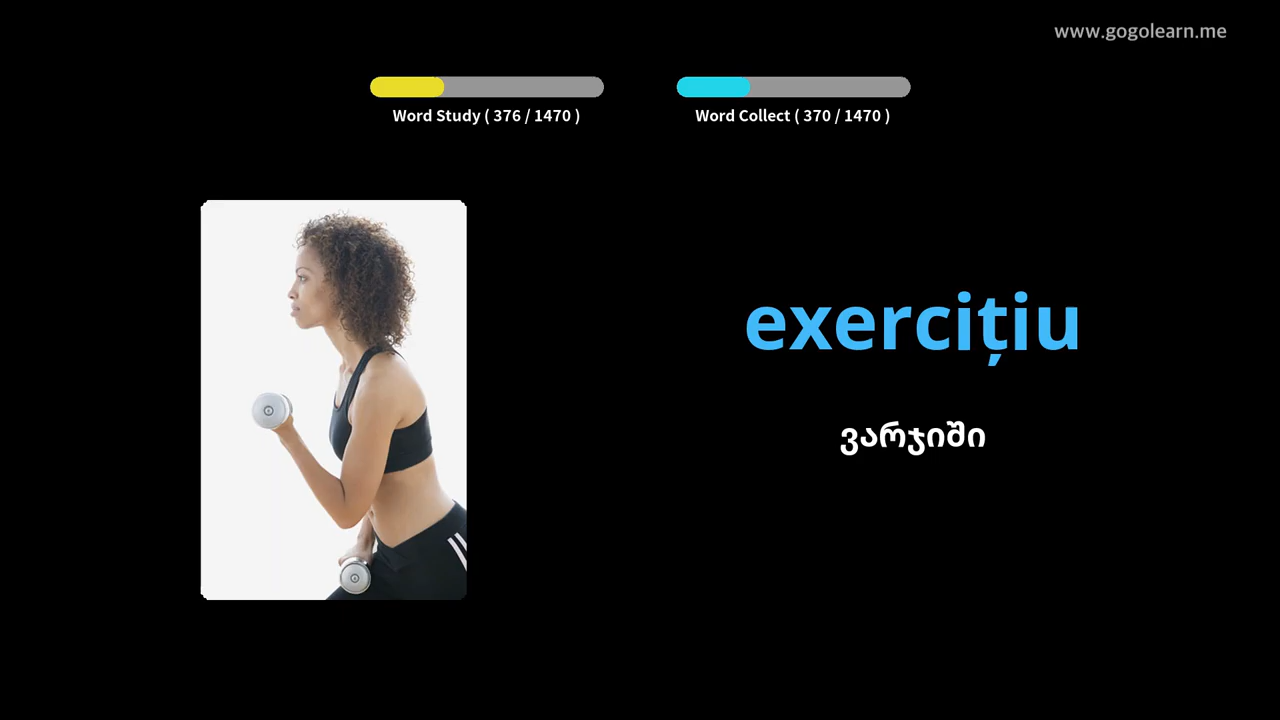 www.gogolearn.me
Word Study ( 376 / 1470 )
Word Collect ( 370 / 1470 )
exercițiu
ვარჯიში